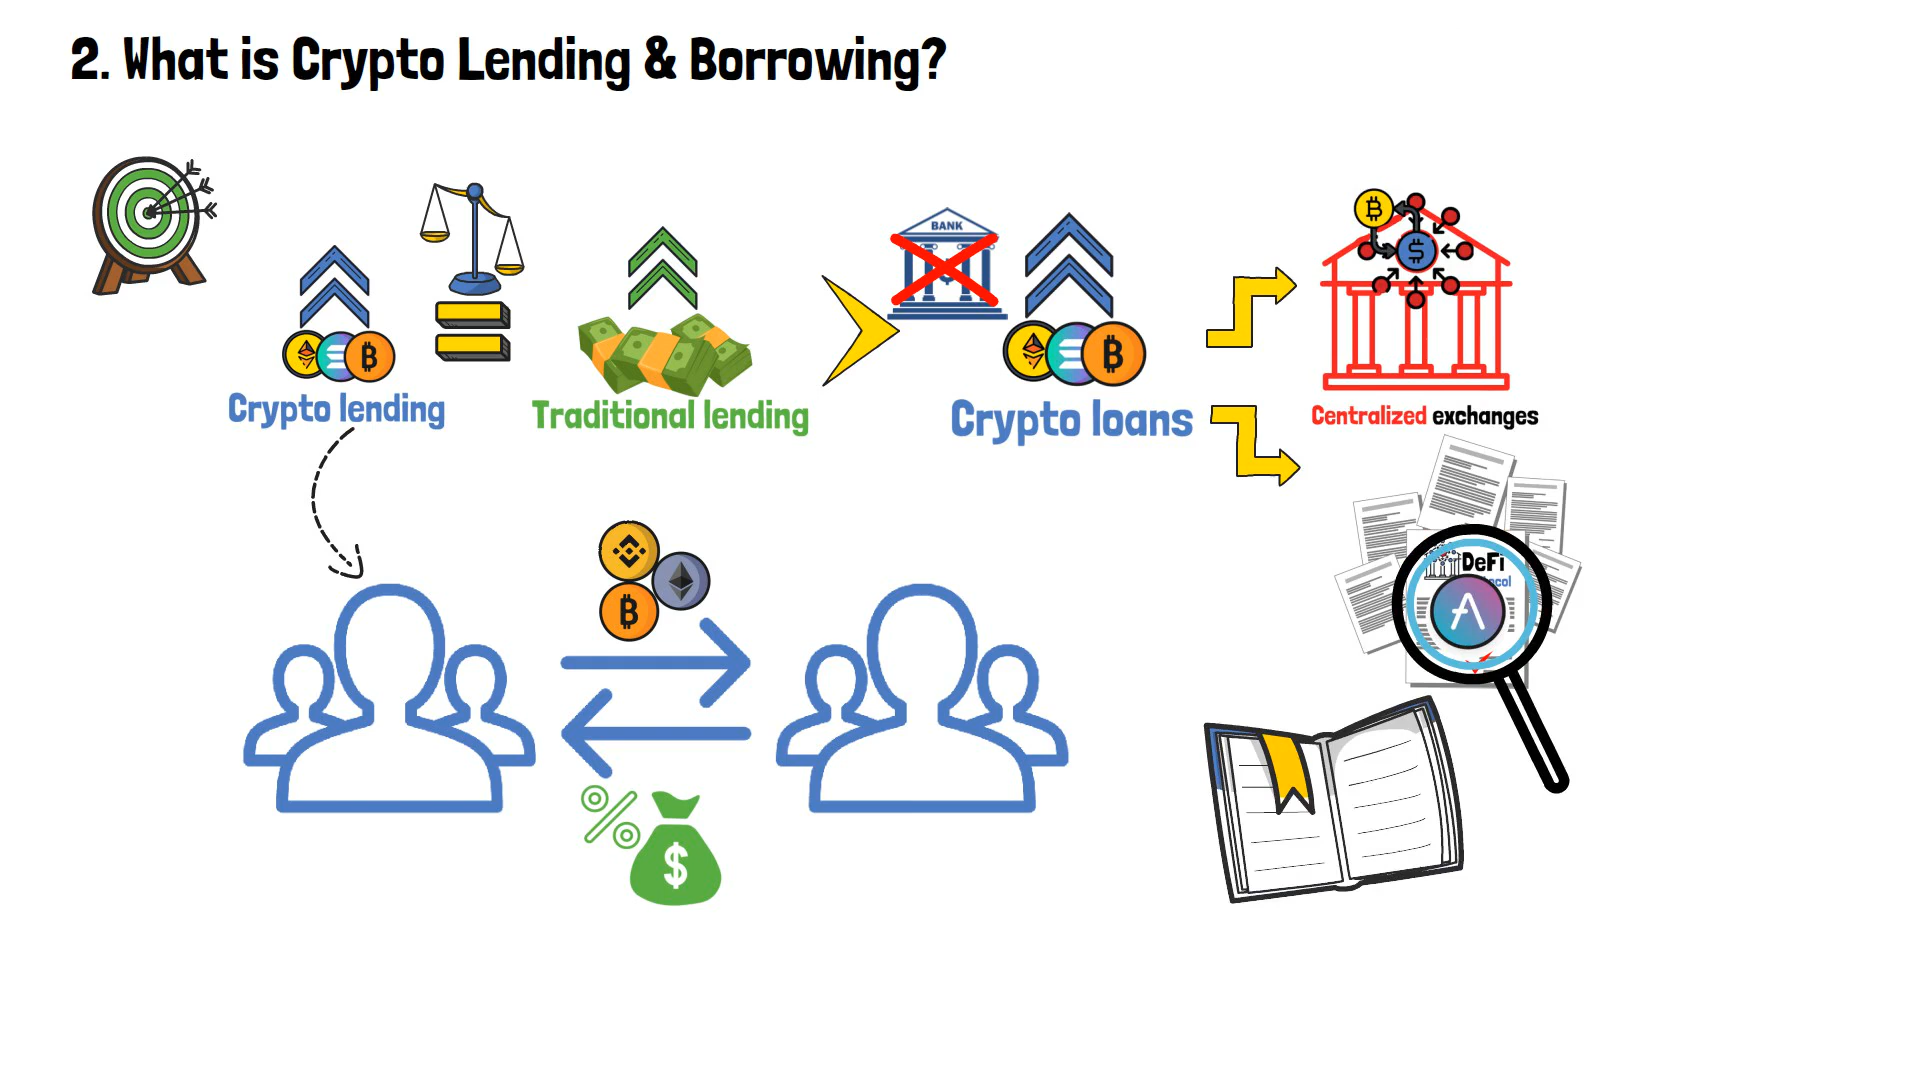 2. What is Crypto Lending & Borrowing?
BANK
Crypto lending
Traditional lending
Crypto loans
Centralized exchanges
DeFi
$
%